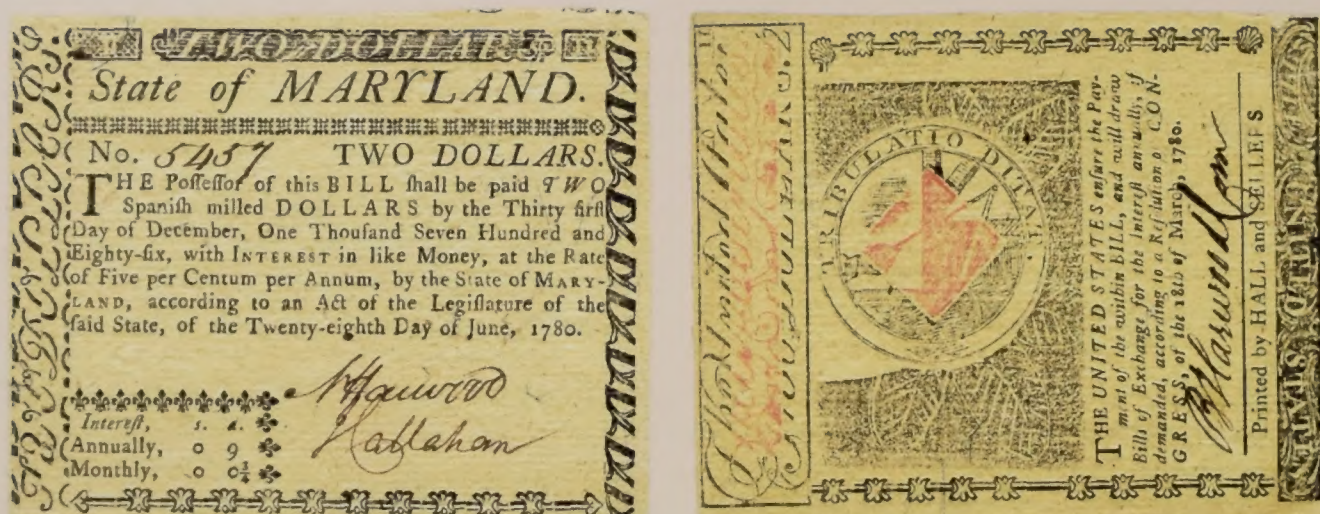 TWO DOLLARS
State of MARYLAND.
No. 5457 TWO DOLLARS.
THE Poſſeſſor of this BILL ſhall be paid TWO
Spaniſh milled DOLLARS by the Thirty firſt
Day of December, One Thouſand Seven Hundred and
Eighty-ſix, with INTEREST in like Money, at the Rate
of Five per Centum per Annum, by the State of MARY-
LAND, according to an Act of the Legiſlature of the
ſaid State, of the Twenty-eighth Day of June, 1780.
N Harwood
J Callahan
Intereſt, s. d.
Annually, 0 9
Monthly, 0 0¾
TWO DOLLARS.
TRIBULATIO DITAT
THE UNITED STATES enſure the Pay-
ment of the within BILL, and will draw
Bills of Exchange for the Intereſt annually, if
demanded, according to a Reſolution o CON-
GRESS, of the 18th of March, 1780.
B Harwood
Printed by HALL and SELLERS